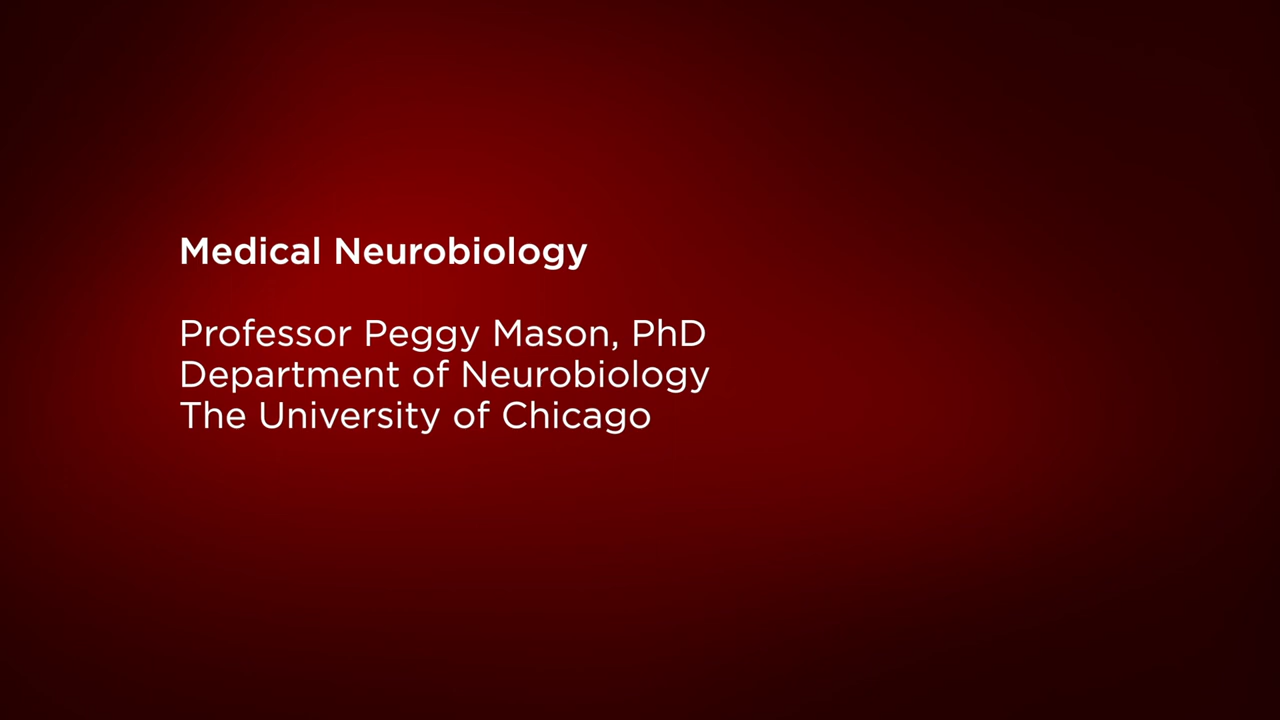 Medical Neurobiology
Professor Peggy Mason, PhD
Department of Neurobiology
The University of Chicago